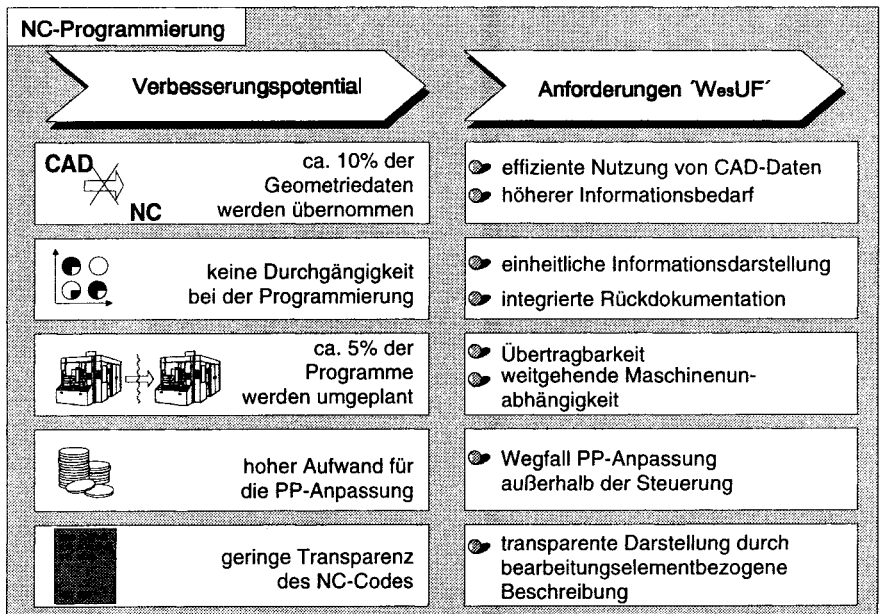 NC-Programmierung
Verbesserungspotential
Anforderungen ´WesUF´
CAD
NC
ca. 10% der
Geometriedaten
werden übernommen
effiziente Nutzung von CAD-Daten
höherer Informationsbedarf
keine Durchgängigkeit
bei der Programmierung
einheitliche Informationsdarstellung
integrierte Rückdokumentation
ca. 5% der
Programme
werden umgeplant
Übertragbarkeit
weitgehende Maschinenun-
abhängigkeit
hoher Aufwand für
die PP-Anpassung
Wegfall PP-Anpassung
außerhalb der Steuerung
geringe Transparenz
des NC-Codes
transparente Darstellung durch
bearbeitungselementbezogene
Beschreibung